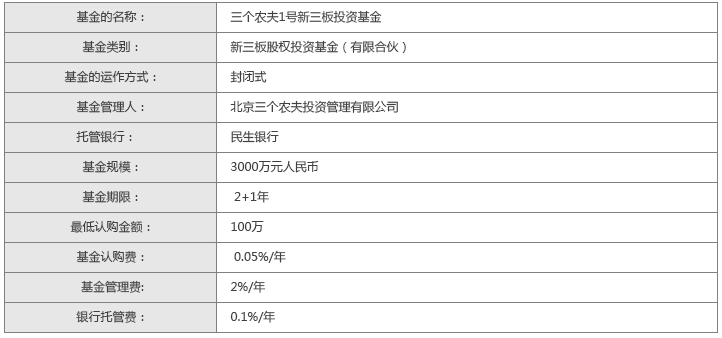 基金的名称： 三个农夫1号新三板投资基金
基金类别： 新三板股权投资基金（有限合伙）
基金的运作方式： 封闭式
基金管理人： 北京三个农夫投资管理有限公司
托管银行： 民生银行
基金规模： 3000万元人民币
基金期限： 2+1年
最低认购金额： 100万
基金认购费： 0.05%/年
基金管理费: 2%/年
银行托管费： 0.1%/年